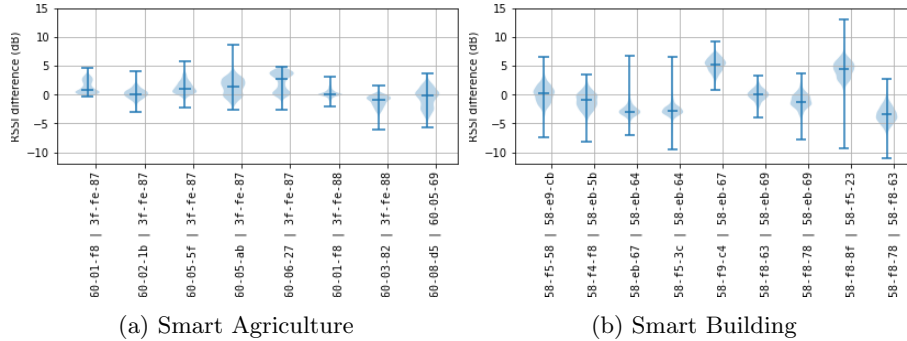 RSSI difference (dB)
15
10
5
0
−5
−10
60-01-f8 | 3f-fe-87
60-02-1b | 3f-fe-87
60-05-5f | 3f-fe-87
60-05-ab | 3f-fe-87
60-06-27 | 3f-fe-87
60-01-f8 | 3f-fe-88
60-03-82 | 3f-fe-88
60-08-d5 | 60-05-69
(a) Smart Agriculture
RSSI difference (dB)
15
10
5
0
−5
−10
58-f5-58 | 58-e9-cb
58-f4-f8 | 58-eb-5b
58-eb-67 | 58-eb-64
58-f5-3c | 58-eb-64
58-f9-c4 | 58-eb-67
58-f8-63 | 58-eb-69
58-f8-78 | 58-eb-69
58-f8-8f | 58-f5-23
58-f8-78 | 58-f8-63
(b) Smart Building